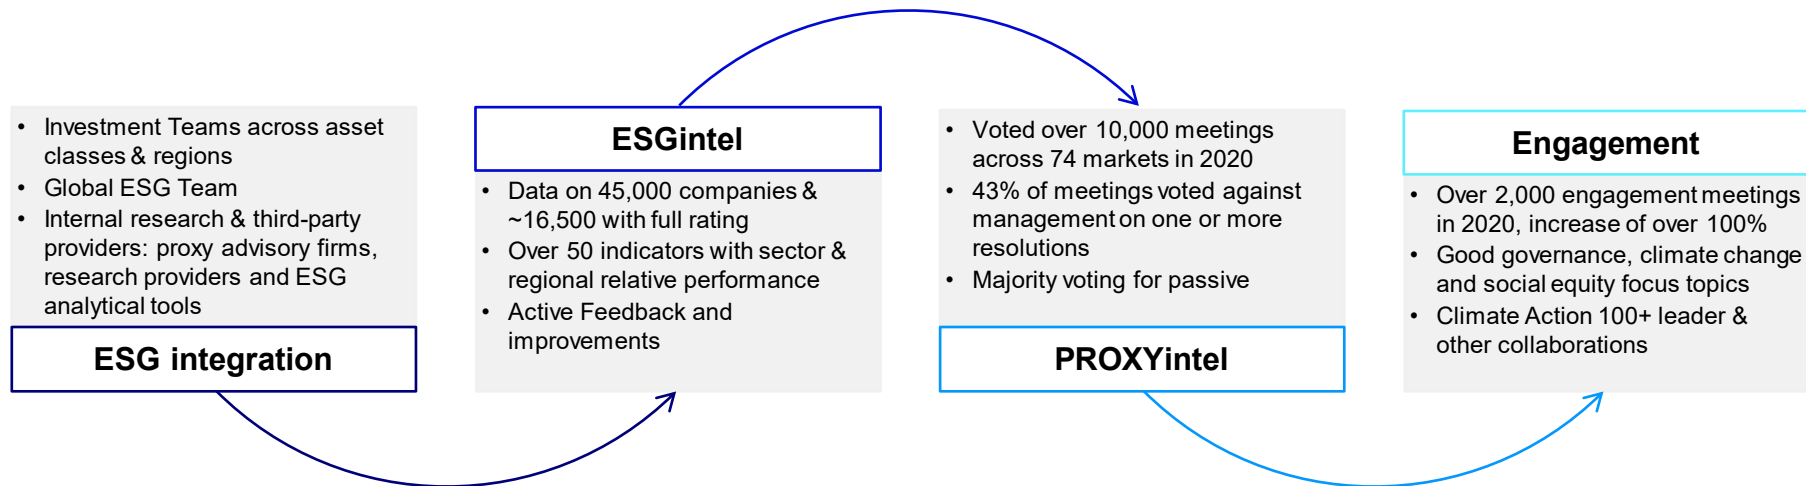 • Investment Teams across asset
classes & regions
• Global ESG Team
• Internal research & third-party
providers: proxy advisory firms,
research providers and ESG
analytical tools
ESG integration
ESGintel
• Data on 45,000 companies &
~16,500 with full rating
• Over 50 indicators with sector &
regional relative performance
• Active Feedback and
improvements
• Voted over 10,000 meetings
across 74 markets in 2020
• 43% of meetings voted against
management on one or more
resolutions
• Majority voting for passive
PROXYintel
Engagement
• Over 2,000 engagement meetings
in 2020, increase of over 100%
• Good governance, climate change
and social equity focus topics
• Climate Action 100+ leader &
other collaborations